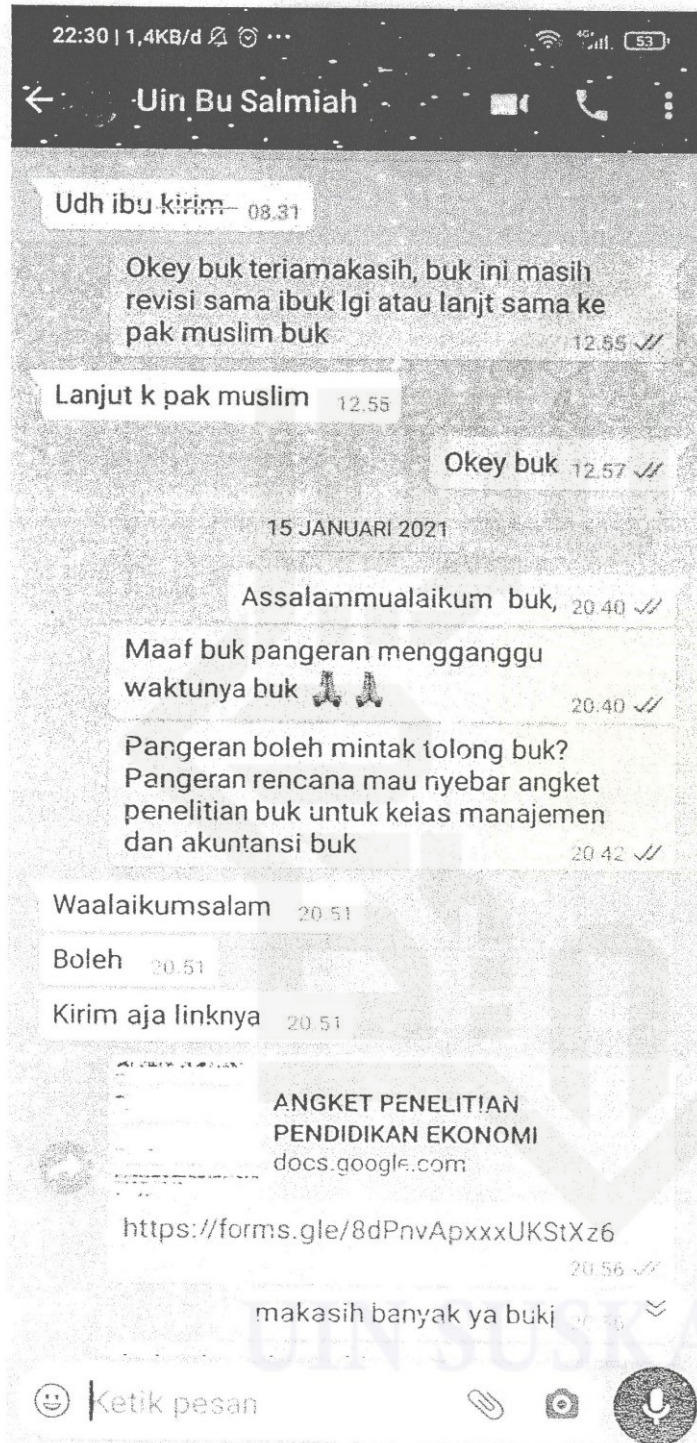 22:30 | 1,4KB/d ...
4G 53
Uin Bu Salmiah
Udh ibu kirim 08.31
Okey buk teriamakasih, buk ini masih
revisi sama ibuk lgi atau lanjt sama ke
pak muslim buk 12.55
Lanjut k pak muslim 12.55
Okey buk 12.57
15 JANUARI 2021
Assalammualaikum buk, 20.40
Maaf buk pangeran mengganggu
waktunya buk 🙏🙏 20.40
Pangeran boleh mintak tolong buk?
Pangeran rencana mau nyebar angket
penelitian buk untuk kelas manajemen
dan akuntansi buk 20.42
Waalaikumsalam 20.51
Boleh 20.51
Kirim aja linknya 20.51
ANGKET PENELITIAN
PENDIDIKAN EKONOMI
docs.google.com
https://forms.gle/8dPnvApxxxUKStXz6
20.56
makasih banyak ya buk
UIN SUSKA
Ketik pesan